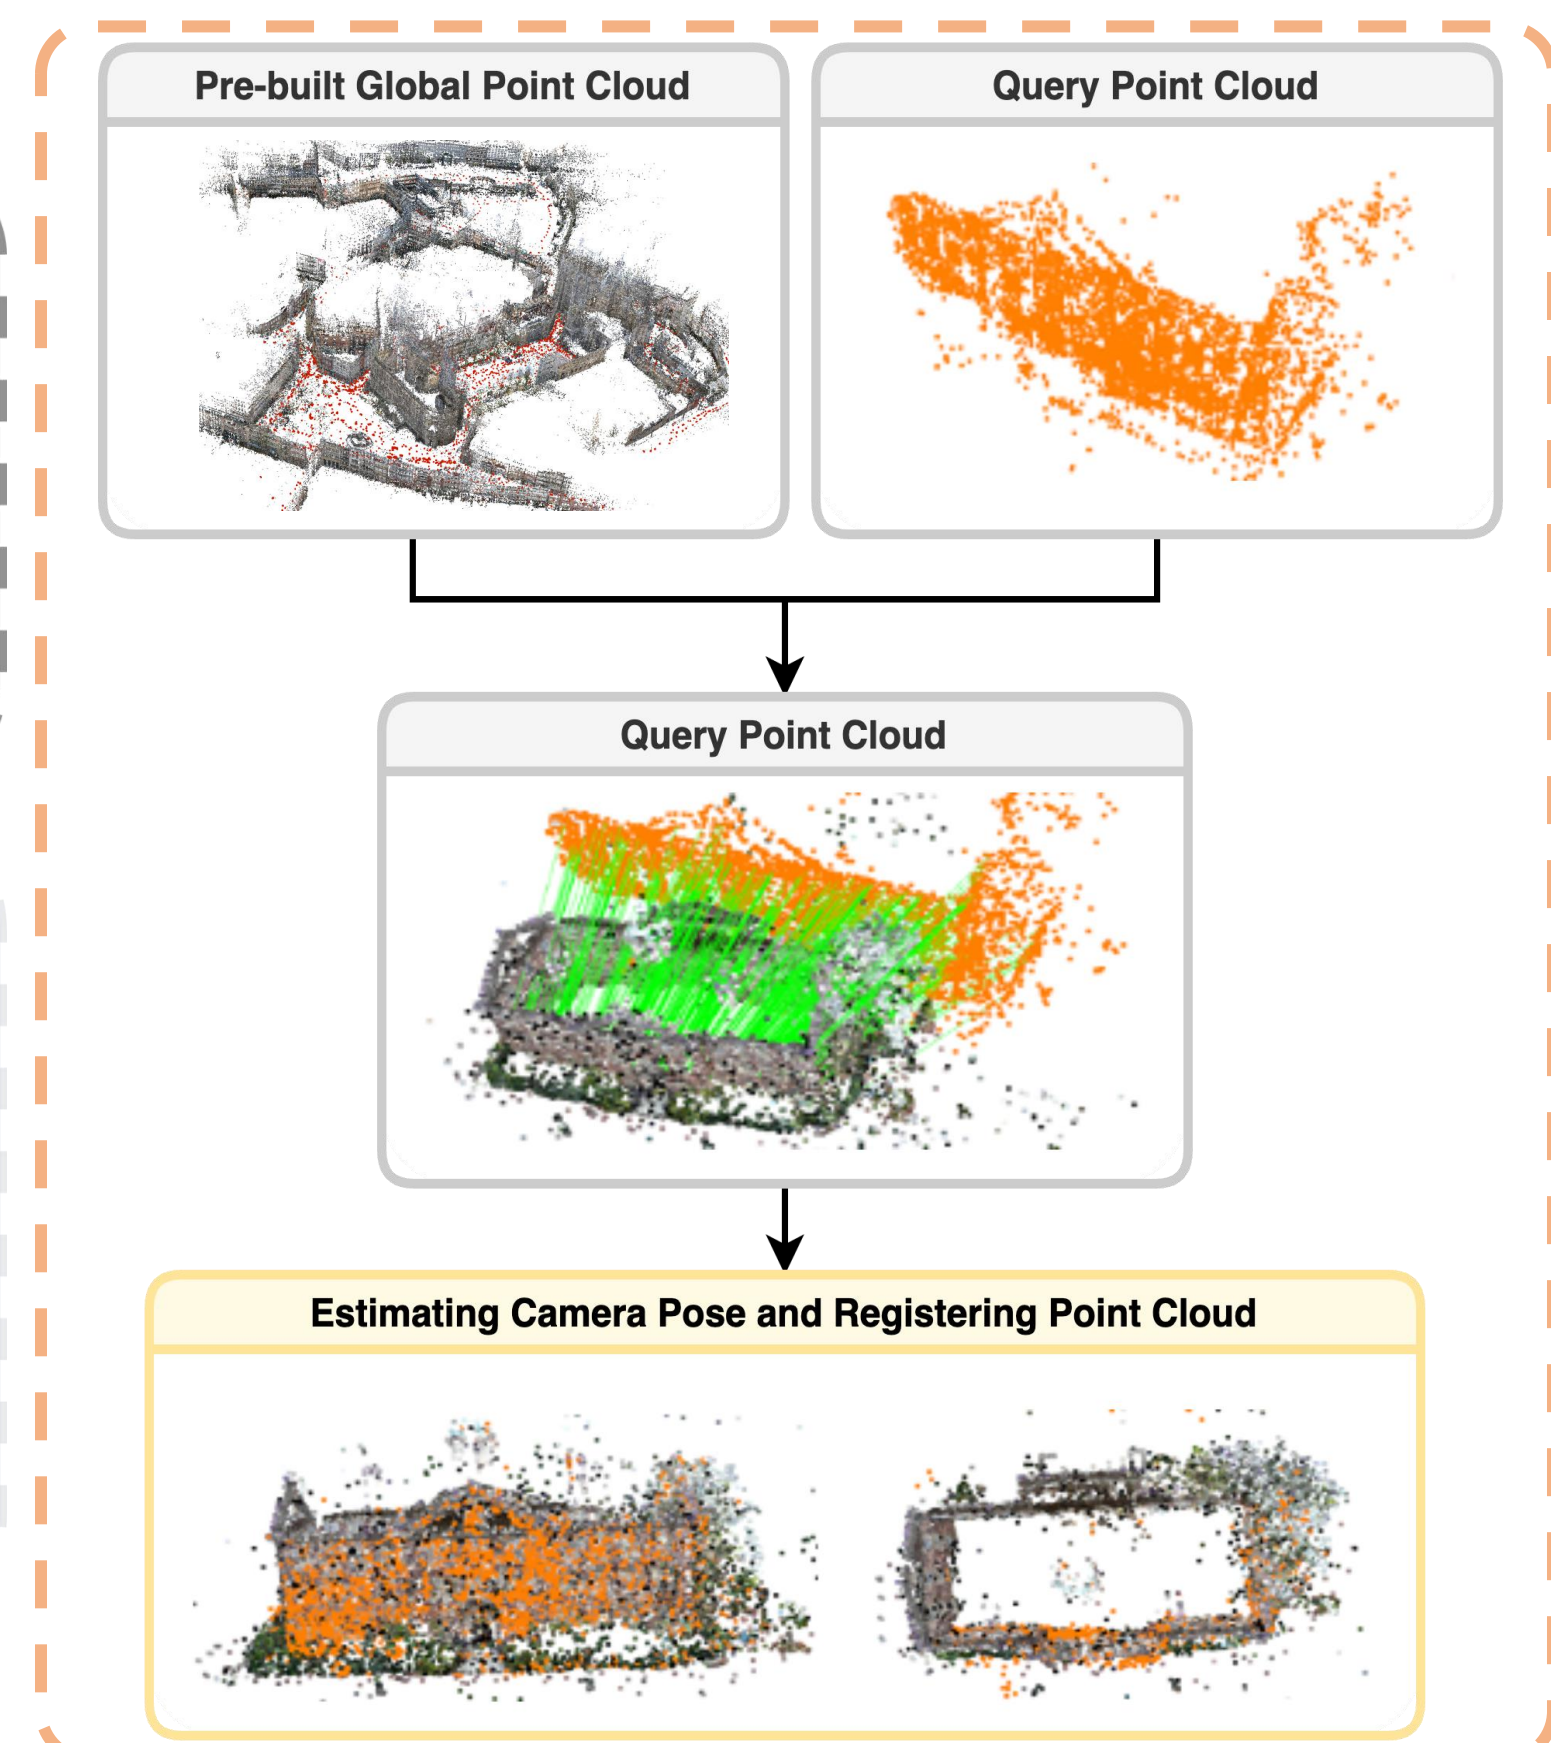 Pre-built Global Point Cloud
Query Point Cloud
Query Point Cloud
Estimating Camera Pose and Registering Point Cloud